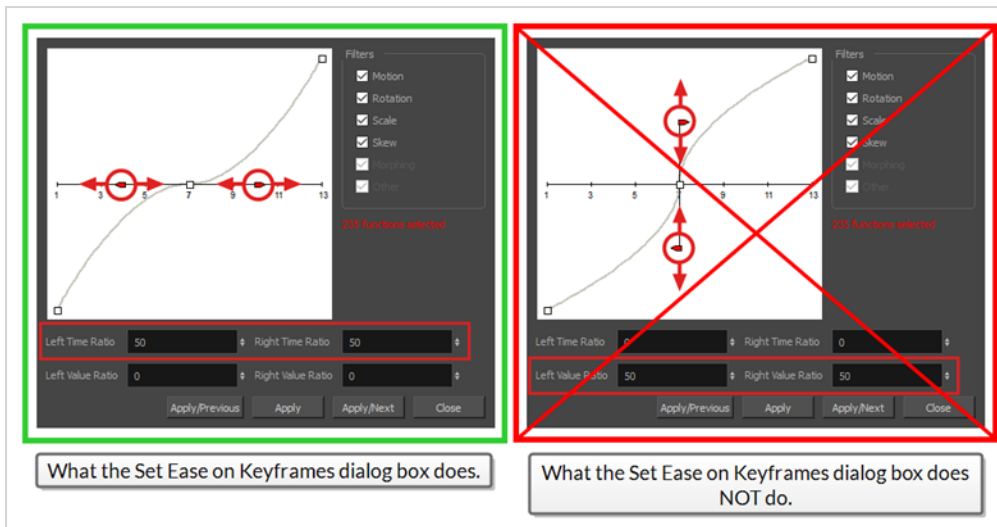 Filters
Motion
Rotation
Scale
Skew
Morphing
Other
1 3 5 7 9 11 13
235 functions selected
Left Time Ratio 50 Right Time Ratio 50
Left Value Ratio 0 Right Value Ratio 0
Apply/Previous Apply Apply/Next Close
What the Set Ease on Keyframes dialog box does.
Filters
Motion
Rotation
Scale
Skew
Morphing
Other
1 3 5 7 9 11 13
235 functions selected
Left Time Ratio 0 Right Time Ratio 0
Left Value Ratio 50 Right Value Ratio 50
Apply/Previous Apply Apply/Next Close
What the Set Ease on Keyframes dialog box does
NOT do.